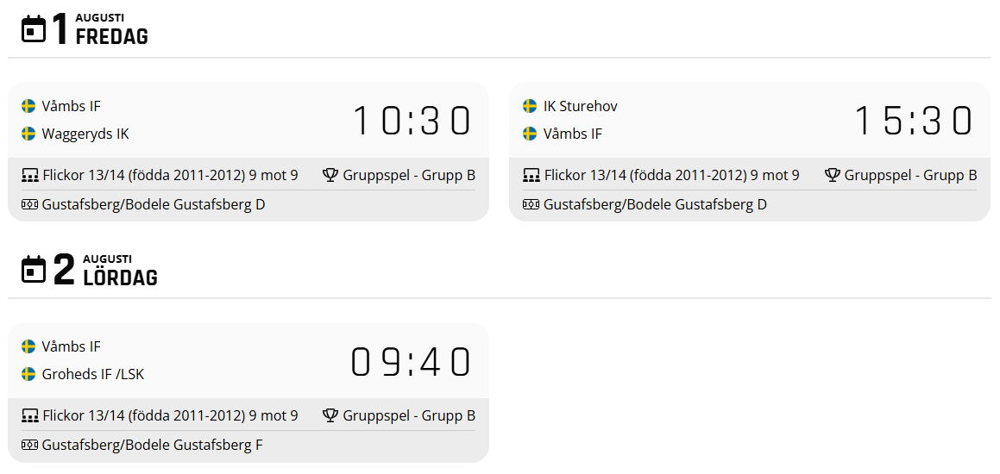 1 AUGUSTI
FREDAG
Våmbs IF
Waggeryds IK
10:30
Flickor 13/14 (födda 2011-2012) 9 mot 9 Gruppspel - Grupp B
Gustafsberg/Bodele Gustafsberg D
IK Sturehov
Våmbs IF
15:30
Flickor 13/14 (födda 2011-2012) 9 mot 9 Gruppspel - Grupp B
Gustafsberg/Bodele Gustafsberg D
2 AUGUSTI
LÖRDAG
Våmbs IF
Groheds IF /LSK
09:40
Flickor 13/14 (födda 2011-2012) 9 mot 9 Gruppspel - Grupp B
Gustafsberg/Bodele Gustafsberg F